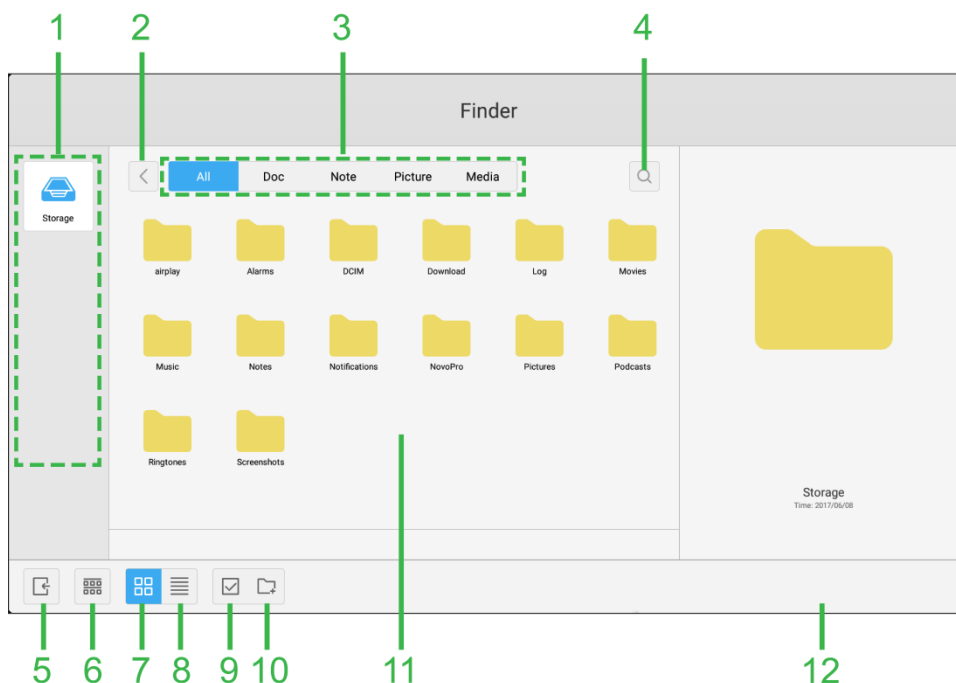 1 2 3 4
Finder
All Doc Note Picture Media
Storage
airplay Alarms DCIM Download Log Movies
Music Notes Notifications NovoPro Pictures Podcasts
Ringtones Screenshots
Storage
Time: 2017/06/08
5 6 7 8 9 10 11 12